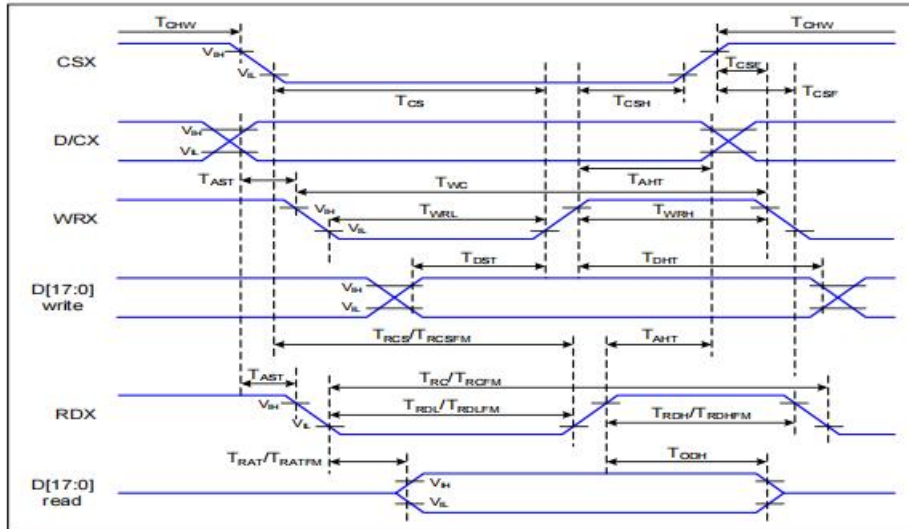 TCHW TCHW
CSX VIH TCSF
VIL TCSF
TCS TCSH
D/CX VIH
VIL
TAST TWC TAHT
WRX VIH TWRL TWRH
VIL
TDST TDHT
D[17:0] VIH
write VIL
TRCS/TRCSFM TAHT
TAST TRC/TRCFM
RDX VIH TRDL/TRDLFM TRDH/TRDHFM
VIL
TRAT/TRATFM TODH
D[17:0] VIH
read VIL